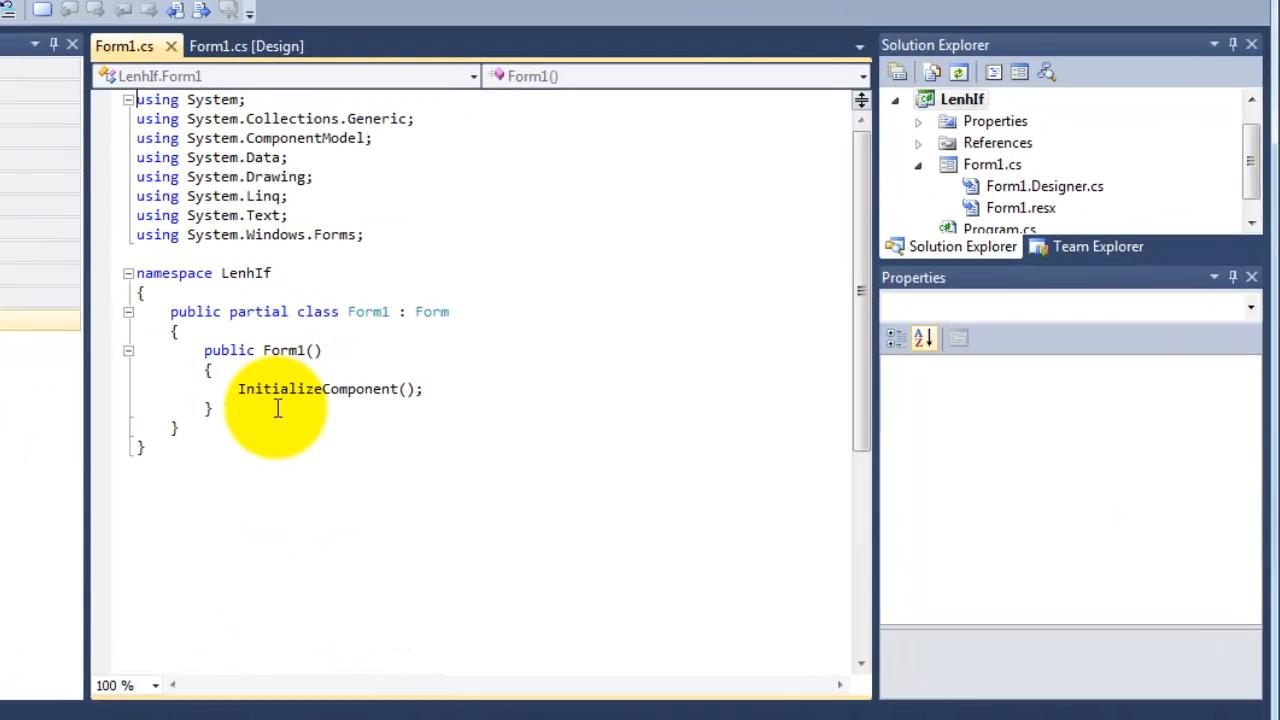 Form1.cs
Form1.cs [Design]
LenhIf.Form1
Form1()
using System;
using System.Collections.Generic;
using System.ComponentModel;
using System.Data;
using System.Drawing;
using System.Linq;
using System.Text;
using System.Windows.Forms;
namespace LenhIf
{
public partial class Form1 : Form
{
public Form1()
{
InitializeComponent();
}
}
}
100 %
Solution Explorer
LenhIf
Properties
References
Form1.cs
Form1.Designer.cs
Form1.resx
Program.cs
Solution Explorer
Team Explorer
Properties